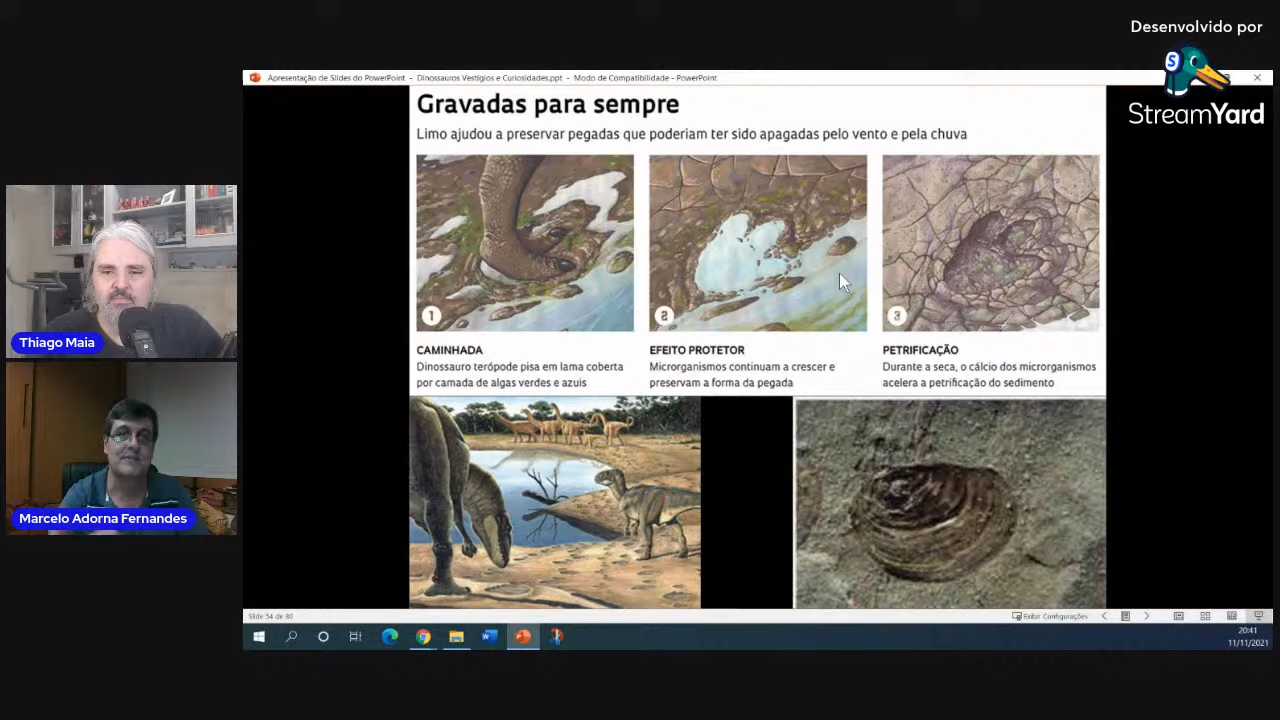 Desenvolvido por
StreamYard
Apresentação de Slides do PowerPoint - Dinossauros Vestígios e Curiosidades.ppt - Modo de Compatibilidade - PowerPoint
Gravadas para sempre
Limo ajudou a preservar pegadas que poderiam ter sido apagadas pelo vento e pela chuva
1
2
3
CAMINHADA
Dinossauro terópode pisa em lama coberta
por camada de algas verdes e azuis
EFEITO PROTETOR
Microrganismos continuam a crescer e
preservam a forma da pegada
PETRIFICAÇÃO
Durante a seca, o cálcio dos microrganismos
acelera a petrificação do sedimento
Thiago Maia
Marcelo Adorna Fernandes
Slide 54 de 80
Exibir Configurações
20:41
11/11/2021